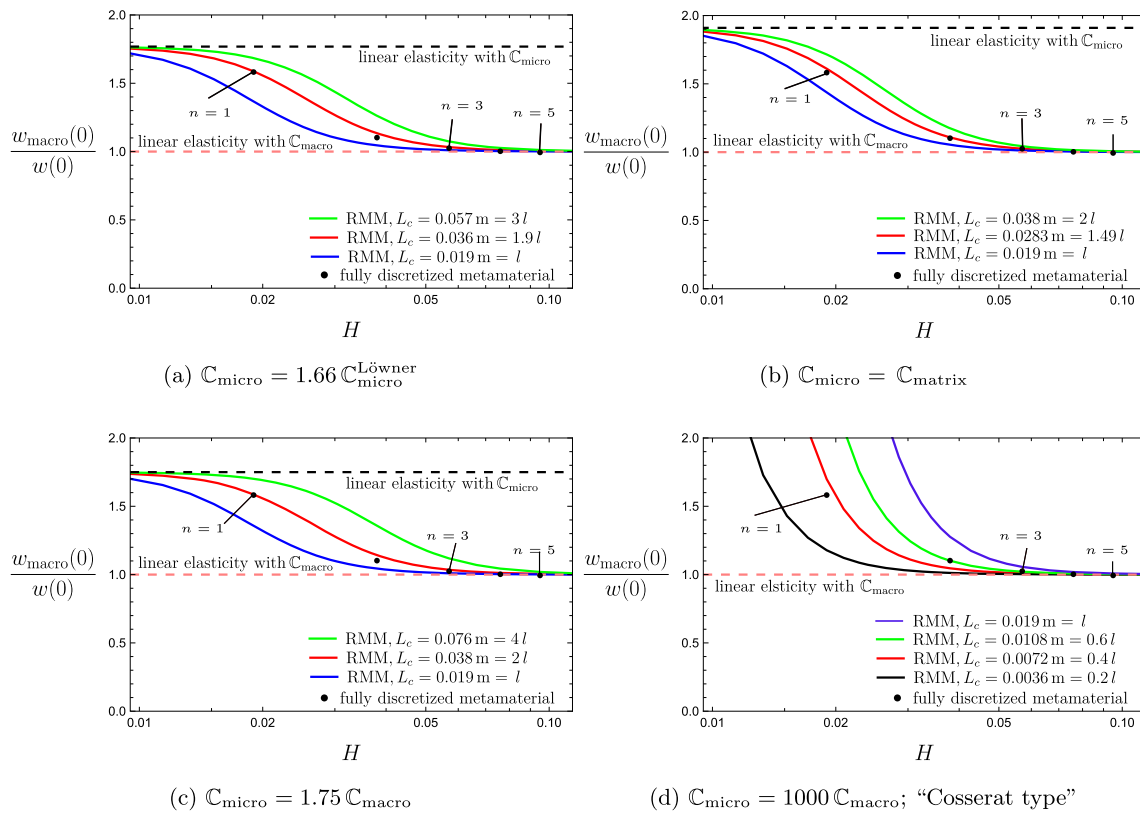 2.0
1.5
1.0
0.5
0.0
w_macro(0)
w(0)
linear elasticity with ℂ_micro
n = 1
n = 3
n = 5
linear elasticity with ℂ_macro
RMM, L_c = 0.057 m = 3 l
RMM, L_c = 0.036 m = 1.9 l
RMM, L_c = 0.019 m = l
fully discretized metamaterial
0.01 0.02 0.05 0.10
H
(a) ℂ_micro = 1.66 ℂ_micro^Löwner
2.0
1.5
1.0
0.5
0.0
w_macro(0)
w(0)
linear elasticity with ℂ_micro
n = 1
n = 3
n = 5
linear elasticity with ℂ_macro
RMM, L_c = 0.038 m = 2 l
RMM, L_c = 0.0283 m = 1.49 l
RMM, L_c = 0.019 m = l
fully discretized metamaterial
0.01 0.02 0.05 0.10
H
(b) ℂ_micro = ℂ_matrix
2.0
1.5
1.0
0.5
0.0
w_macro(0)
w(0)
linear elasticity with ℂ_micro
n = 1
n = 3
n = 5
linear elasticity with ℂ_macro
RMM, L_c = 0.076 m = 4 l
RMM, L_c = 0.038 m = 2 l
RMM, L_c = 0.019 m = l
fully discretized metamaterial
0.01 0.02 0.05 0.10
H
(c) ℂ_micro = 1.75 ℂ_macro
2.0
1.5
1.0
0.5
0.0
w_macro(0)
w(0)
n = 1
n = 3
n = 5
linear elsticity with ℂ_macro
RMM, L_c = 0.019 m = l
RMM, L_c = 0.0108 m = 0.6 l
RMM, L_c = 0.0072 m = 0.4 l
RMM, L_c = 0.0036 m = 0.2 l
fully discretized metamaterial
0.01 0.02 0.05 0.10
H
(d) ℂ_micro = 1000 ℂ_macro; “Cosserat type”